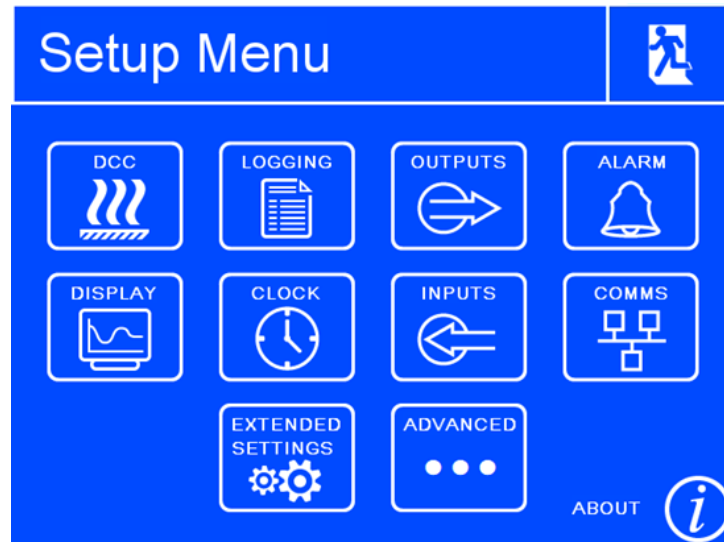 Setup Menu
DCC
LOGGING
OUTPUTS
ALARM
DISPLAY
CLOCK
INPUTS
COMMS
EXTENDED
SETTINGS
ADVANCED
ABOUT
i